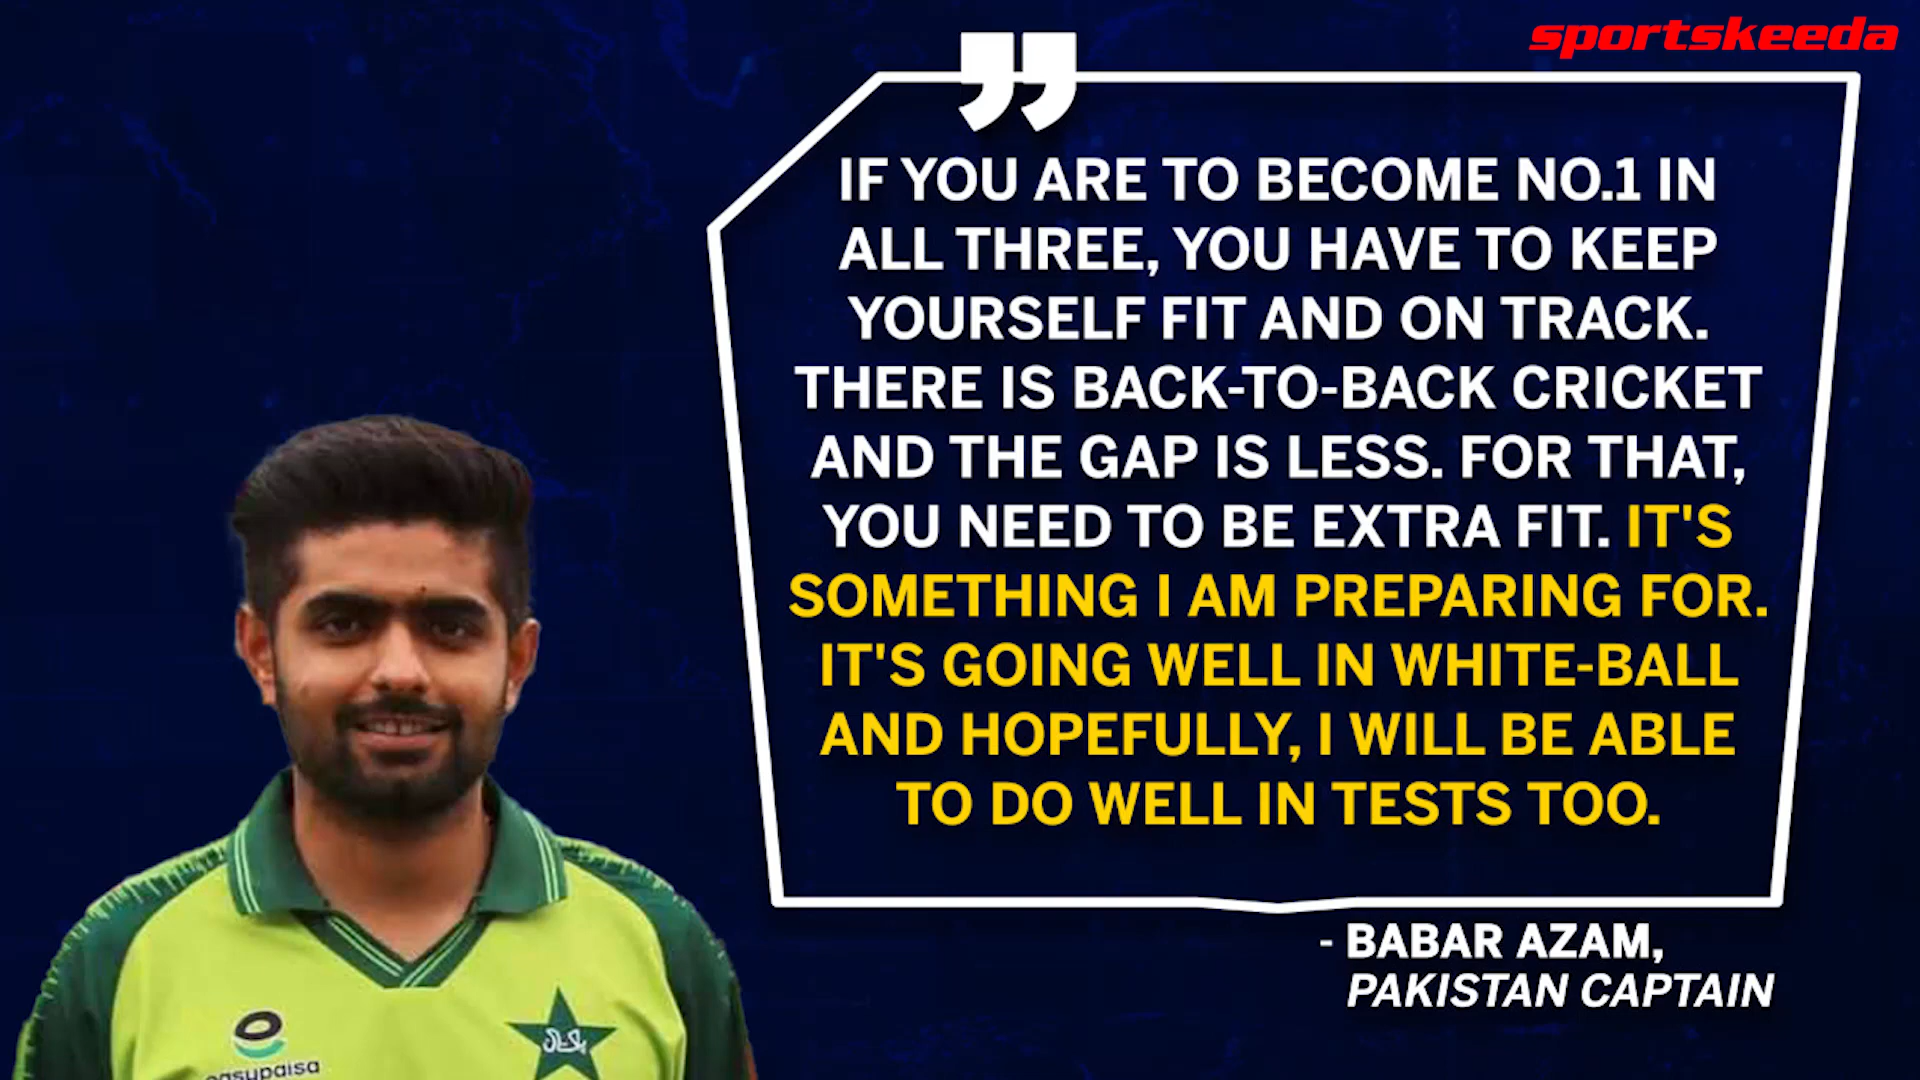 sportskeeda
IF YOU ARE TO BECOME NO.1 IN
ALL THREE, YOU HAVE TO KEEP
YOURSELF FIT AND ON TRACK.
THERE IS BACK-TO-BACK CRICKET
AND THE GAP IS LESS. FOR THAT,
YOU NEED TO BE EXTRA FIT. IT'S
SOMETHING I AM PREPARING FOR.
IT'S GOING WELL IN WHITE-BALL
AND HOPEFULLY, I WILL BE ABLE
TO DO WELL IN TESTS TOO.
- BABAR AZAM,
PAKISTAN CAPTAIN
easypaisa